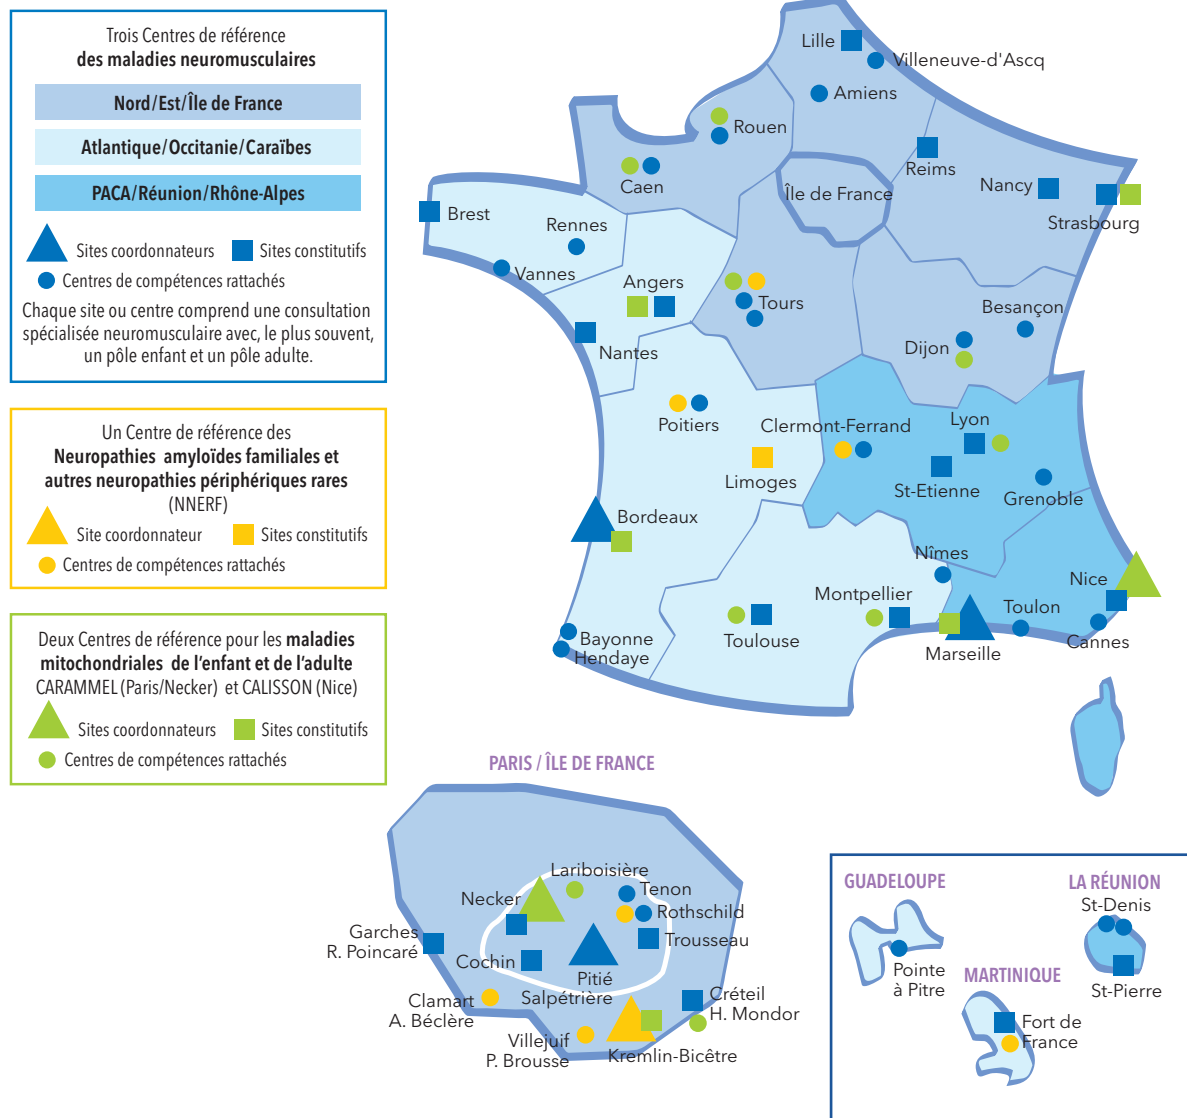 Trois Centres de référence
des maladies neuromusculaires
Nord/Est/Île de France
Atlantique/Occitanie/Caraïbes
PACA/Réunion/Rhône-Alpes
Sites coordonnateurs
Sites constitutifs
Centres de compétences rattachés
Chaque site ou centre comprend une consultation
spécialisée neuromusculaire avec, le plus souvent,
un pôle enfant et un pôle adulte.
Un Centre de référence des
Neuropathies amyloïdes familiales et
autres neuropathies périphériques rares
(NNERF)
Site coordonnateur
Sites constitutifs
Centres de compétences rattachés
Deux Centres de référence pour les maladies
mitochondriales de l'enfant et de l'adulte
CARAMMEL (Paris/Necker) et CALISSON (Nice)
Sites coordonnateurs
Sites constitutifs
Centres de compétences rattachés
Lille
Villeneuve-d'Ascq
Amiens
Rouen
Reims
Caen
Île de France
Nancy
Strasbourg
Brest
Rennes
Vannes
Angers
Tours
Besançon
Nantes
Dijon
Poitiers
Clermont-Ferrand
Lyon
Limoges
St-Etienne
Grenoble
Bordeaux
Nîmes
Nice
Montpellier
Toulon
Bayonne
Hendaye
Toulouse
Marseille
Cannes
PARIS / ÎLE DE FRANCE
Lariboisière
Necker
Tenon
Rothschild
Garches
R. Poincaré
Trousseau
Cochin
Pitié
Salpétrière
Clamart
A. Béclère
Créteil
H. Mondor
Villejuif
P. Brousse
Kremlin-Bicêtre
GUADELOUPE
Pointe
à Pitre
LA RÉUNION
St-Denis
St-Pierre
MARTINIQUE
Fort de
France